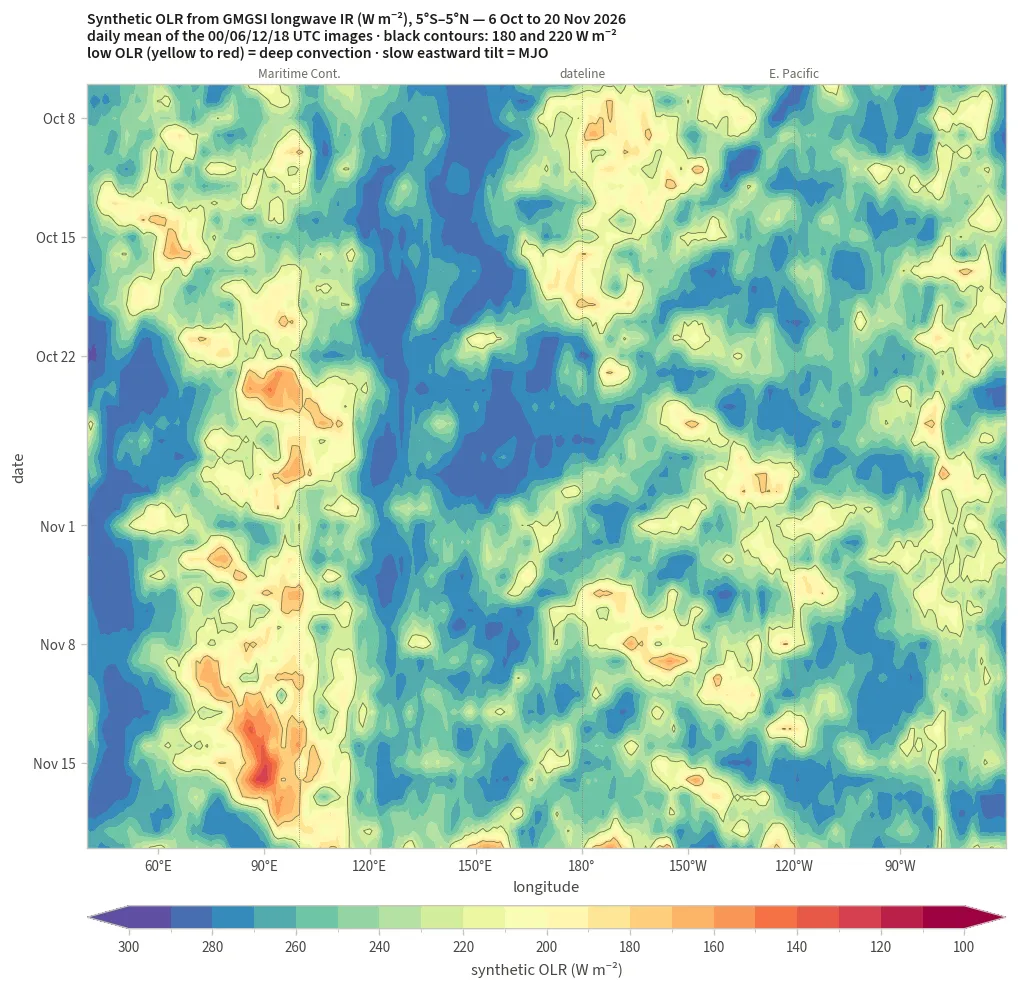 Synthetic OLR from GMGSI longwave IR (W m⁻²), 5°S–5°N — 6 Oct to 20 Nov 2026
daily mean of the 00/06/12/18 UTC images · black contours: 180 and 220 W m⁻²
low OLR (yellow to red) = deep convection · slow eastward tilt = MJO
Maritime Cont. dateline E. Pacific
Oct 8
Oct 15
Oct 22
date
Nov 1
Nov 8
Nov 15
60°E 90°E 120°E 150°E 180° 150°W 120°W 90°W
longitude
300 280 260 240 220 200 180 160 140 120 100
synthetic OLR (W m⁻²)